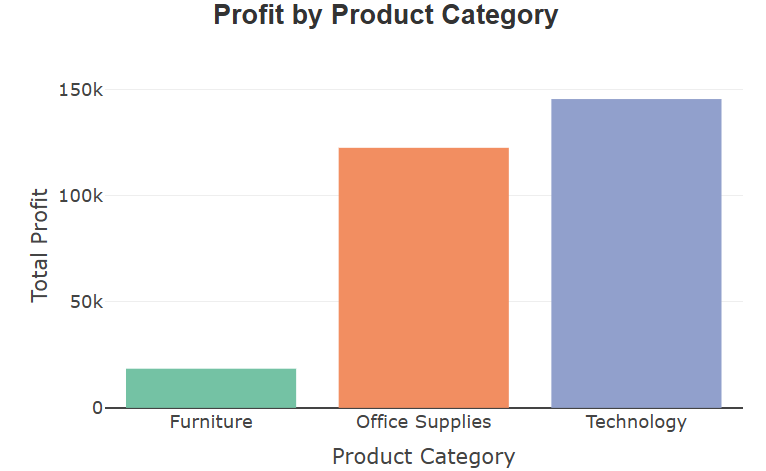 Profit by Product Category
Total Profit
150k
100k
50k
0
Furniture
Office Supplies
Technology
Product Category